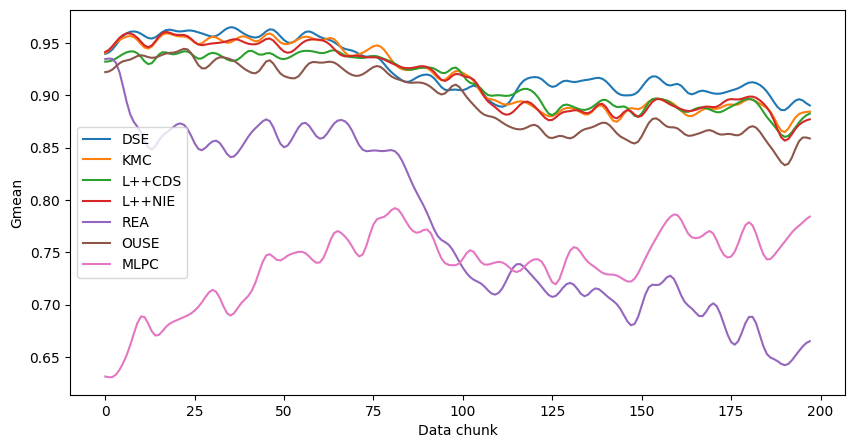 0.95
0.90
0.85
0.80
0.75
0.70
0.65
Gmean
DSE
KMC
L++CDS
L++NIE
REA
OUSE
MLPC
0 25 50 75 100 125 150 175 200
Data chunk